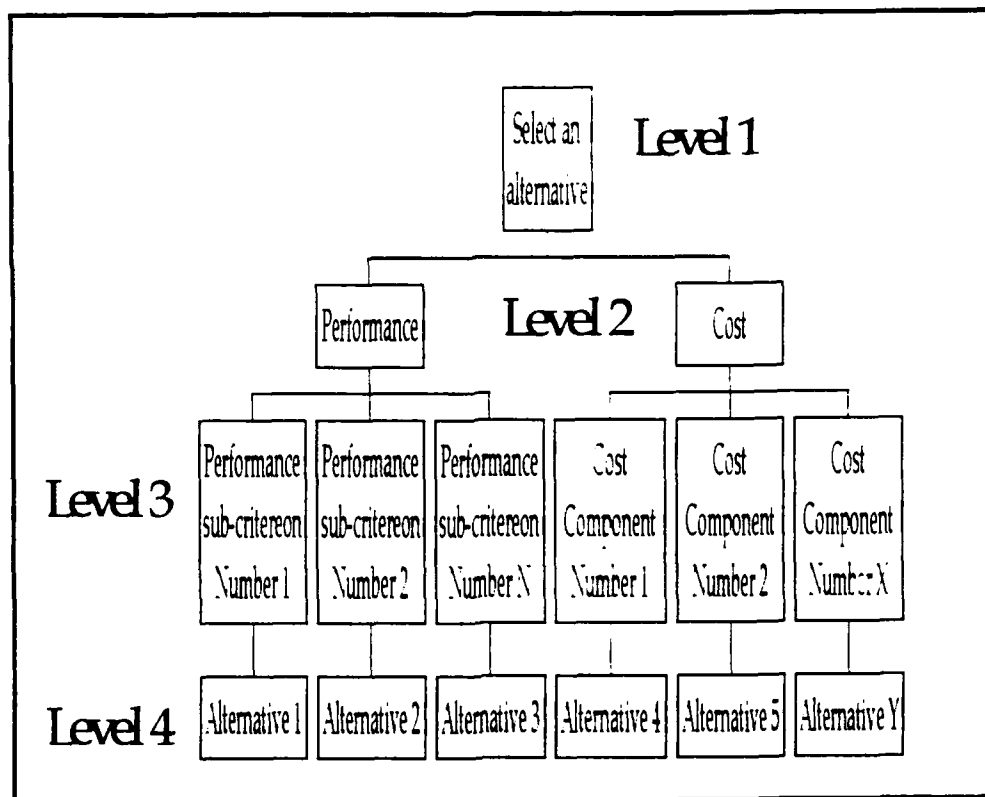 Select an
alternative
Level 1
Performance
Level 2
Cost
Level 3
Performance
sub-critereon
Number 1
Performance
sub-critereon
Number 2
Performance
sub-critereon
Number N
Cost
Component
Number 1
Cost
Component
Number 2
Cost
Component
Number X
Level 4
Alternative 1
Alternative 2
Alternative 3
Alternative 4
Alternative 5
Alternative Y